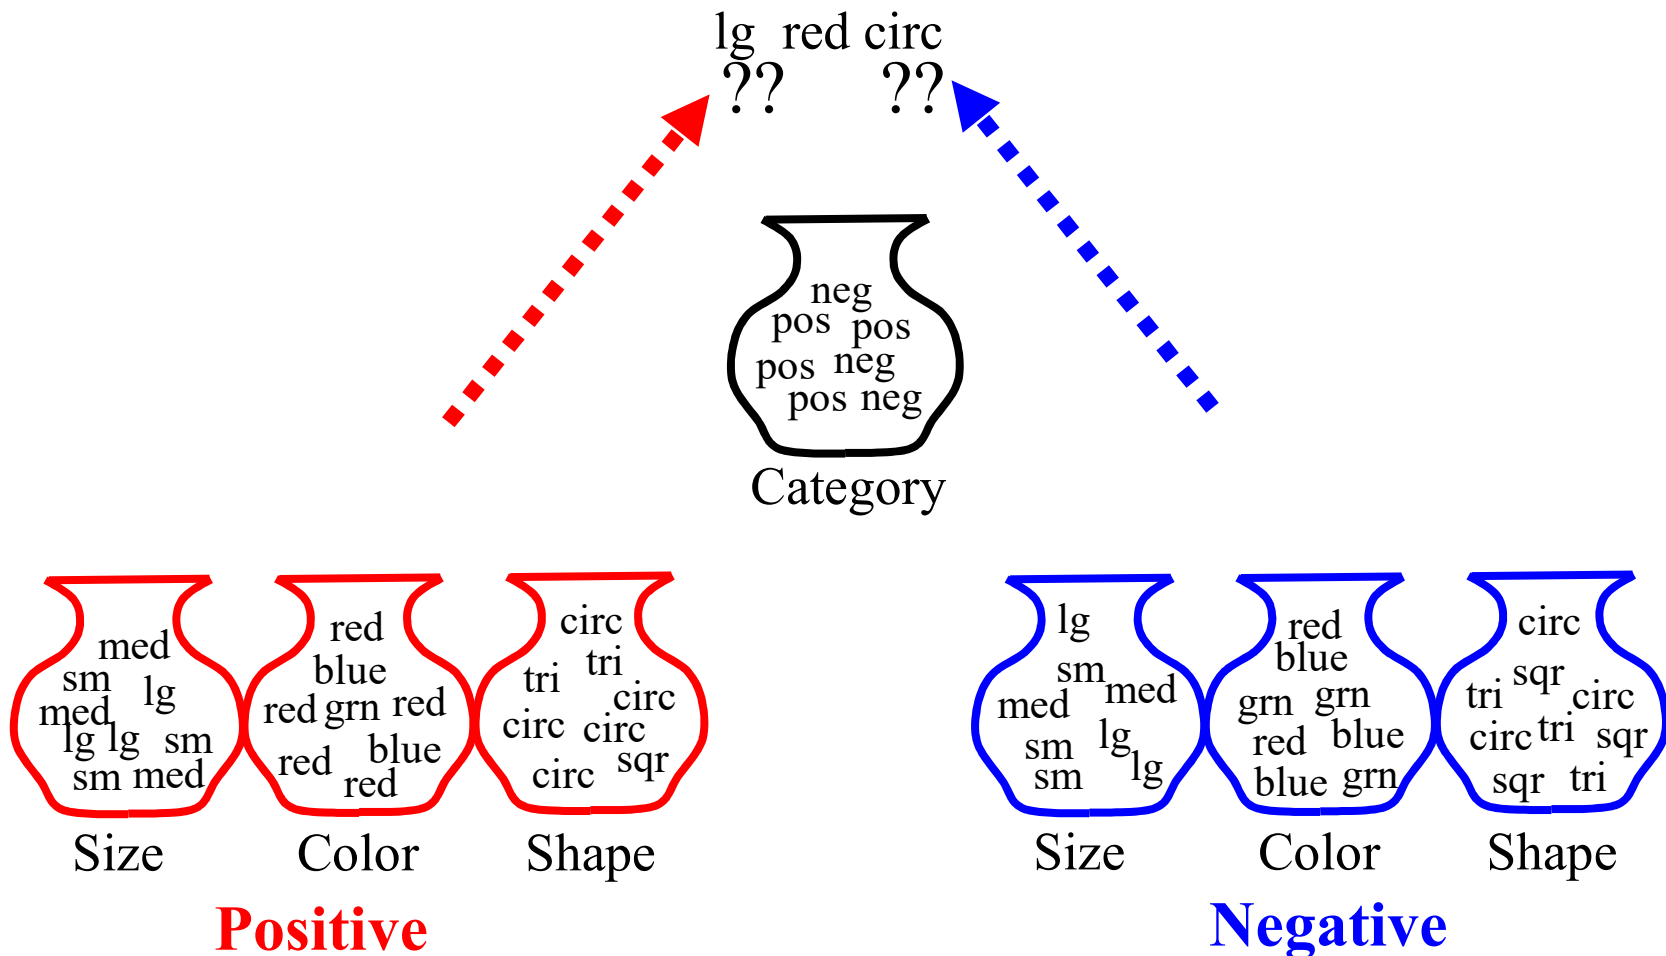 lg red circ
?? ??
neg
pos pos
pos neg
pos neg
Category
med
sm lg
med
lg lg sm
sm med
Size
red
blue
red grn red
red blue
red
Color
circ
tri tri
circ
circ circ
circ sqr
Shape
Positive
lg
sm
med med
sm lg
sm lg
Size
red
blue
grn grn
red blue
blue grn
Color
circ
sqr
tri circ
circ tri sqr
sqr tri
Shape
Negative